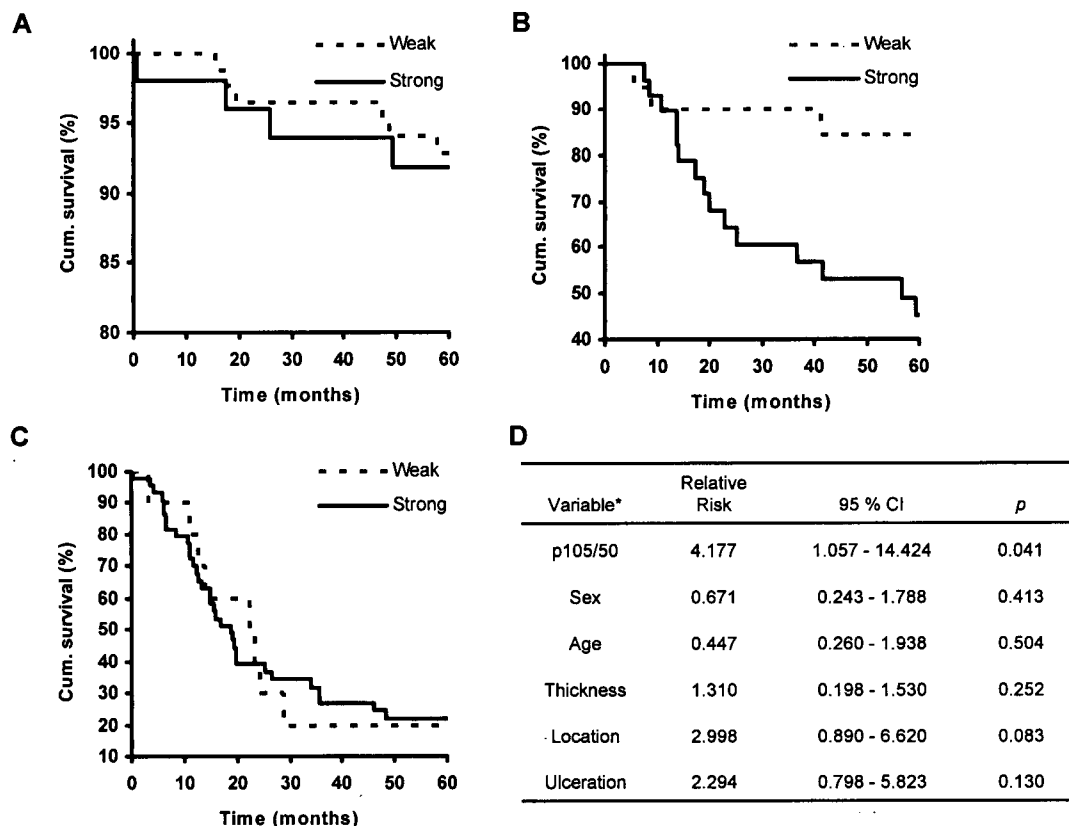 A
Weak
Strong
100
95
90
85
80
Cum. survival (%)
0 10 20 30 40 50 60
Time (months)
B
Weak
Strong
100
90
80
70
60
50
40
Cum. survival (%)
0 10 20 30 40 50 60
Time (months)
C
Weak
Strong
100
90
80
70
60
50
40
30
20
10
Cum. survival (%)
0 10 20 30 40 50 60
Time (months)
D
Variable* Relative Risk 95 % CI p
p105/50 4.177 1.057 - 14.424 0.041
Sex 0.671 0.243 - 1.788 0.413
Age 0.447 0.260 - 1.938 0.504
Thickness 1.310 0.198 - 1.530 0.252
Location 2.998 0.890 - 6.620 0.083
Ulceration 2.294 0.798 - 5.823 0.130